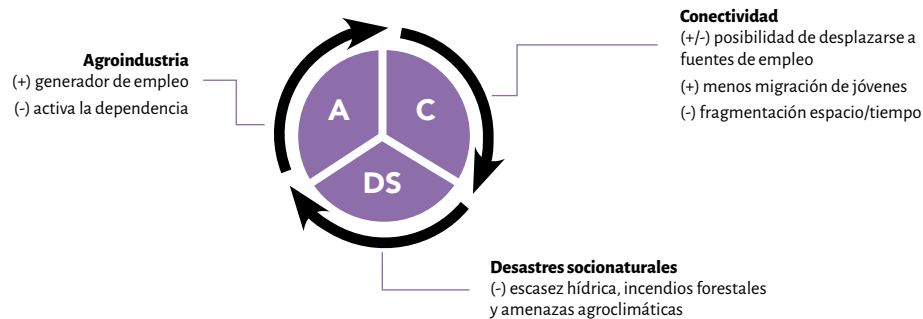 Agroindustria
(+) generador de empleo
(-) activa la dependencia
A
C
DS
Conectividad
(+/-) posibilidad de desplazarse a
fuentes de empleo
(+) menos migración de jóvenes
(-) fragmentación espacio/tiempo
Desastres socionaturales
(-) escasez hídrica, incendios forestales
y amenazas agroclimáticas